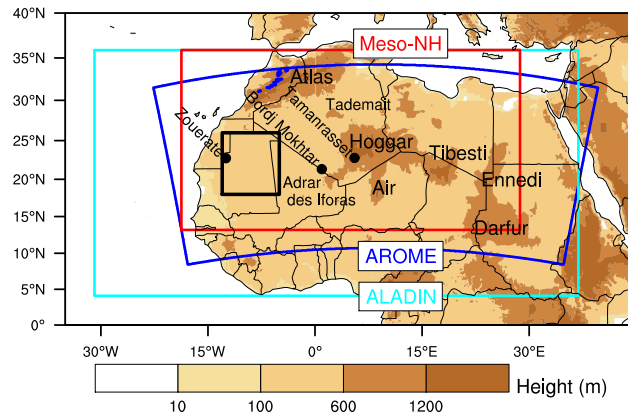 40°N
35°N
30°N
25°N
20°N
15°N
10°N
5°N
0°
Meso-NH
Atlas
Tademait
Zouerate
Bordj Mokhtar
Tamanrasset
Hoggar
Tibesti
Adrar
des Iforas
Air
Ennedi
Darfur
AROME
ALADIN
30°W
15°W
0°
15°E
30°E
10
100
600
1200
Height (m)